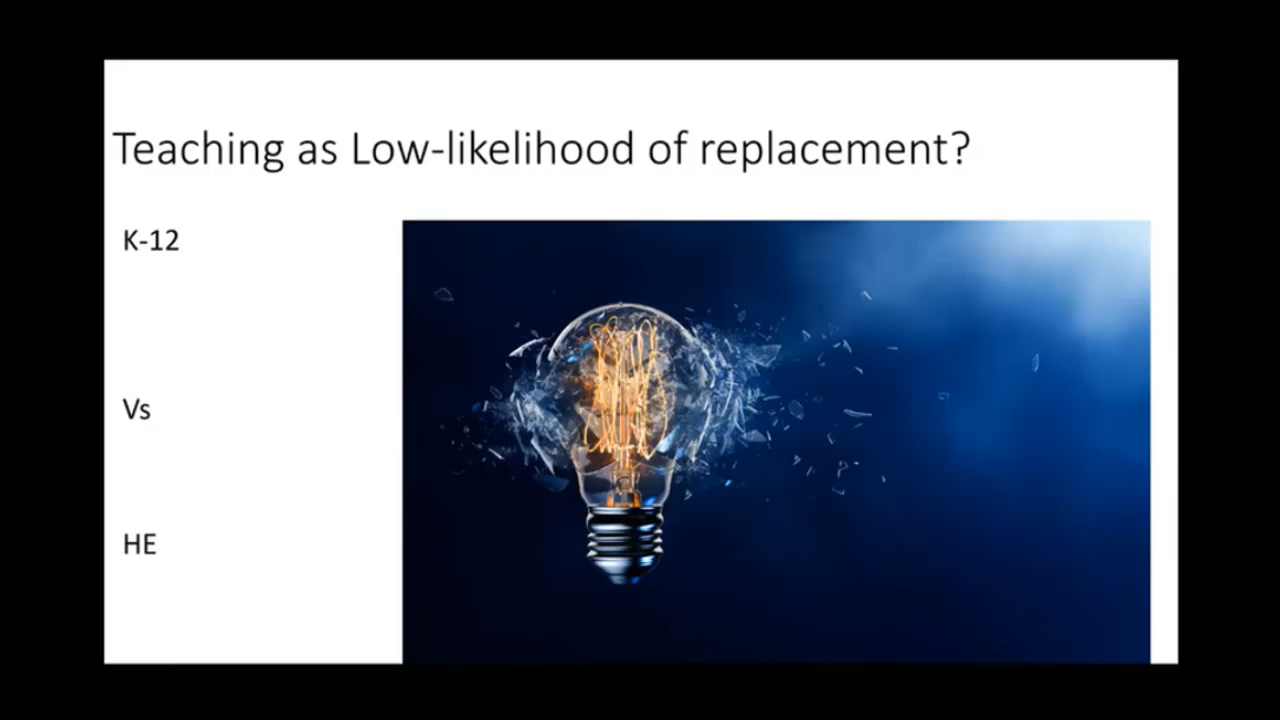 Teaching as Low-likelihood of replacement?
K-12
Vs
HE